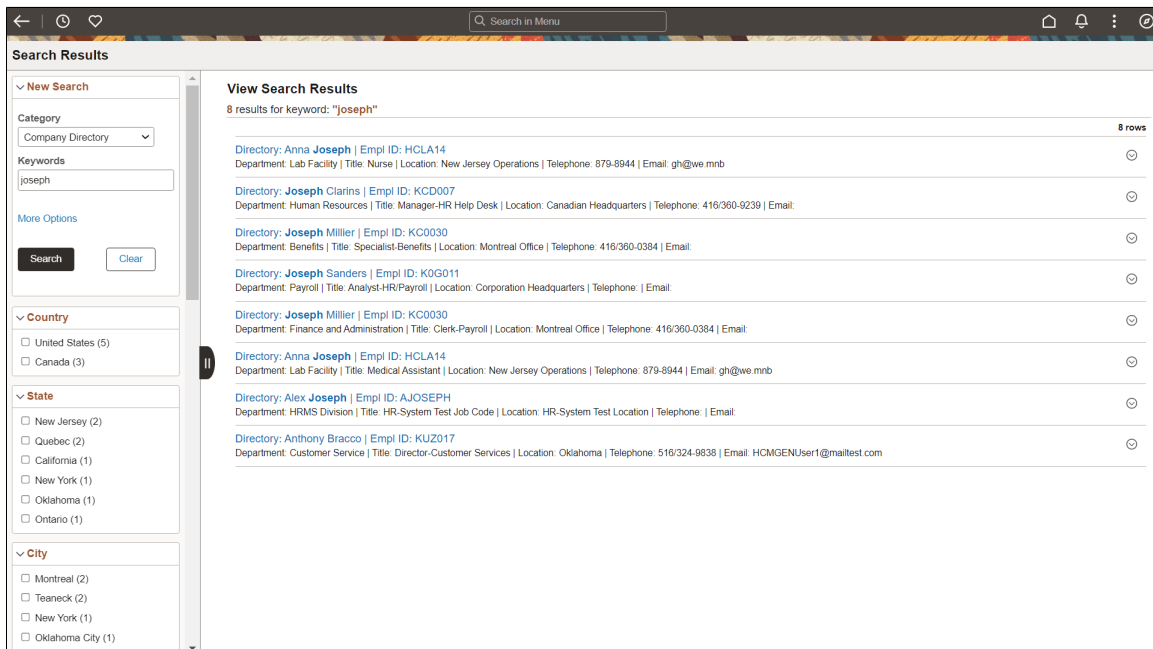 Search in Menu
Search Results
New Search
Category
Company Directory
Keywords
joseph
More Options
Search
Clear
Country
United States (5)
Canada (3)
State
New Jersey (2)
Quebec (2)
California (1)
New York (1)
Oklahoma (1)
Ontario (1)
City
Montreal (2)
Teaneck (2)
New York (1)
Oklahoma City (1)
View Search Results
8 results for keyword: "joseph"
8 rows
Directory: Anna Joseph | Empl ID: HCLA14
Department: Lab Facility | Title: Nurse | Location: New Jersey Operations | Telephone: 879-8944 | Email: gh@we.mnb
Directory: Joseph Clarins | Empl ID: KCD007
Department: Human Resources | Title: Manager-HR Help Desk | Location: Canadian Headquarters | Telephone: 416/360-9239 | Email:
Directory: Joseph Millier | Empl ID: KC0030
Department: Benefits | Title: Specialist-Benefits | Location: Montreal Office | Telephone: 416/360-0384 | Email:
Directory: Joseph Sanders | Empl ID: K0G011
Department: Payroll | Title: Analyst-HR/Payroll | Location: Corporation Headquarters | Telephone: | Email:
Directory: Joseph Millier | Empl ID: KC0030
Department: Finance and Administration | Title: Clerk-Payroll | Location: Montreal Office | Telephone: 416/360-0384 | Email:
Directory: Anna Joseph | Empl ID: HCLA14
Department: Lab Facility | Title: Medical Assistant | Location: New Jersey Operations | Telephone: 879-8944 | Email: gh@we.mnb
Directory: Alex Joseph | Empl ID: AJOSEPH
Department: HRMS Division | Title: HR-System Test Job Code | Location: HR-System Test Location | Telephone: | Email:
Directory: Anthony Bracco | Empl ID: KUZ017
Department: Customer Service | Title: Director-Customer Services | Location: Oklahoma | Telephone: 516/324-9838 | Email: HCMGENUser1@mailtest.com